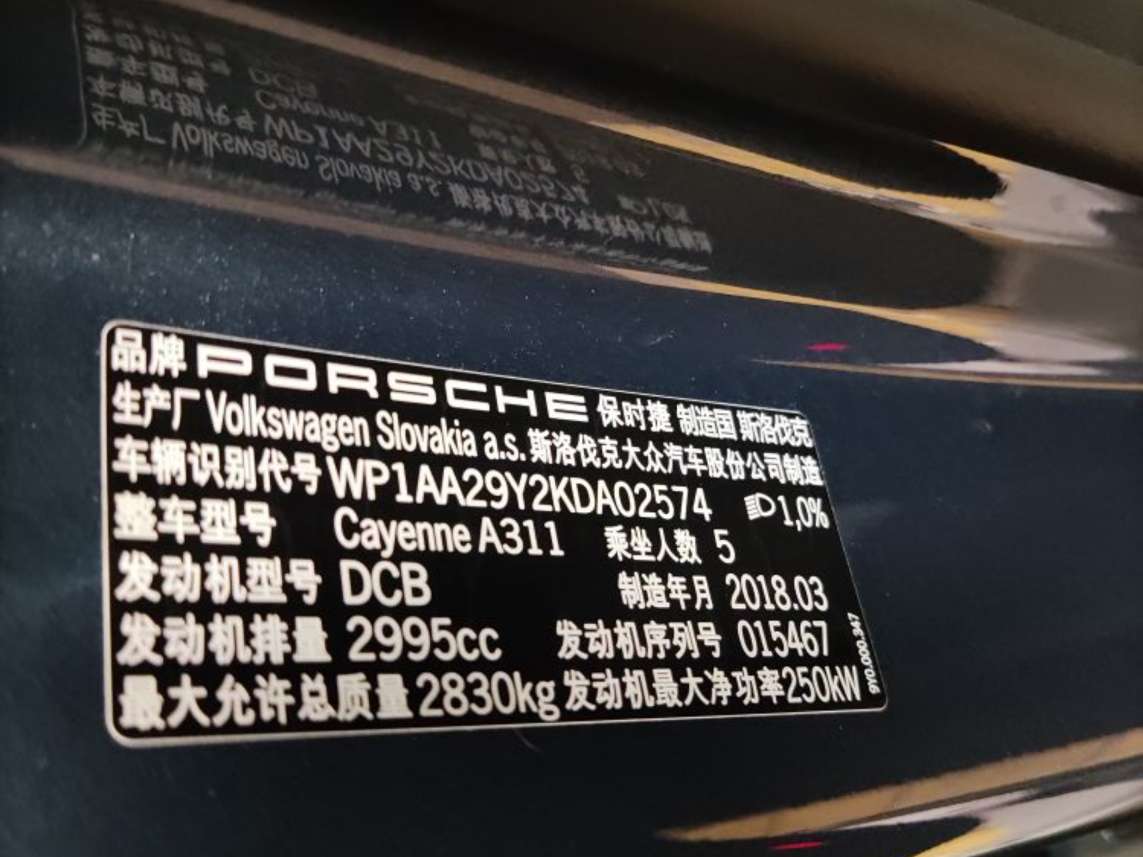 品牌 PORSCHE 保时捷 制造国 斯洛伐克
生产厂 Volkswagen Slovakia a.s. 斯洛伐克大众汽车股份公司制造
车辆识别代号 WP1AA29Y2KDA02574 1,0%
整车型号 Cayenne A311 乘坐人数 5
发动机型号 DCB 制造年月 2018.03
发动机排量 2995cc 发动机序列号 015467
最大允许总质量 2830kg 发动机最大净功率 250kW
9Y0.000.347